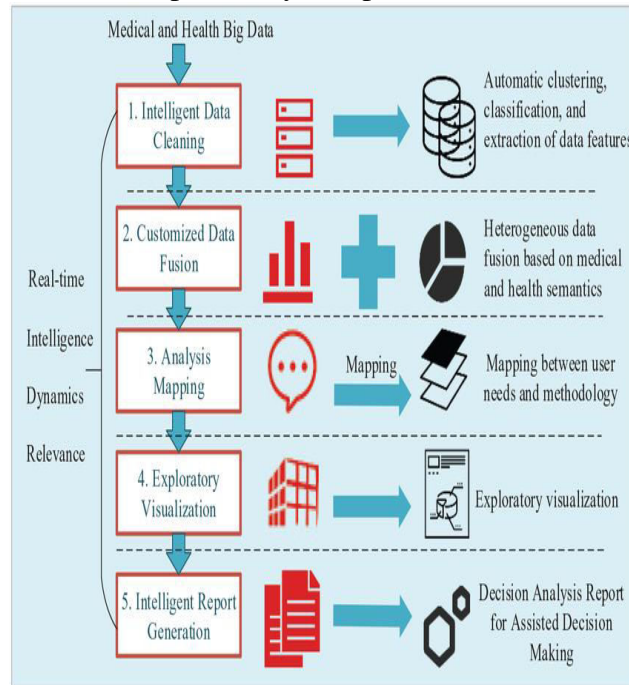 Medical and Health Big Data
1. Intelligent Data
Cleaning
Automatic clustering,
classification, and
extraction of data features
2. Customized Data
Fusion
Heterogeneous data
fusion based on medical
and health semantics
Real-time
Intelligence
Dynamics
Relevance
3. Analysis
Mapping
Mapping
Mapping between user
needs and methodology
4. Exploratory
Visualization
Exploratory visualization
5. Intelligent Report
Generation
Decision Analysis Report
for Assisted Decision
Making